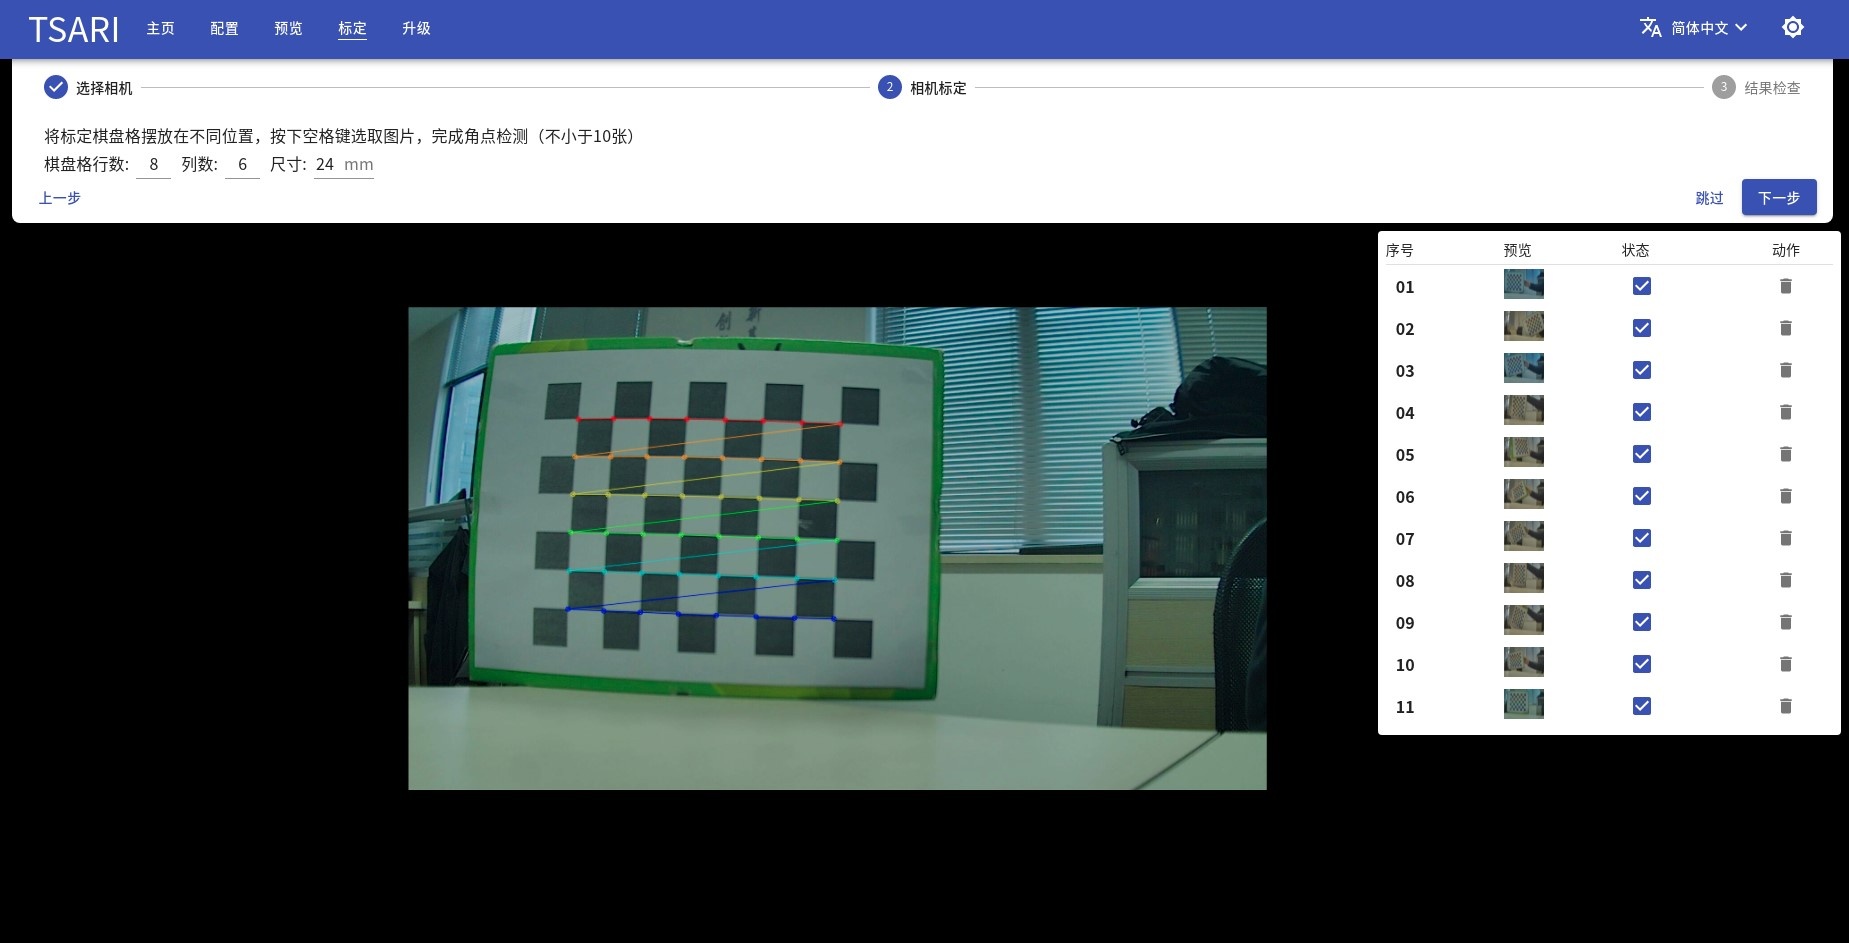 TSARI 主页 配置 预览 标定 升级 简体中文
选择相机 2 相机标定 3 结果检查
将标定棋盘格摆放在不同位置，按下空格键选取图片，完成角点检测（不小于10张）
棋盘格行数: 8 列数: 6 尺寸: 24 mm
上一步 跳过 下一步
序号 预览 状态 动作
01
02
03
04
05
06
07
08
09
10
11